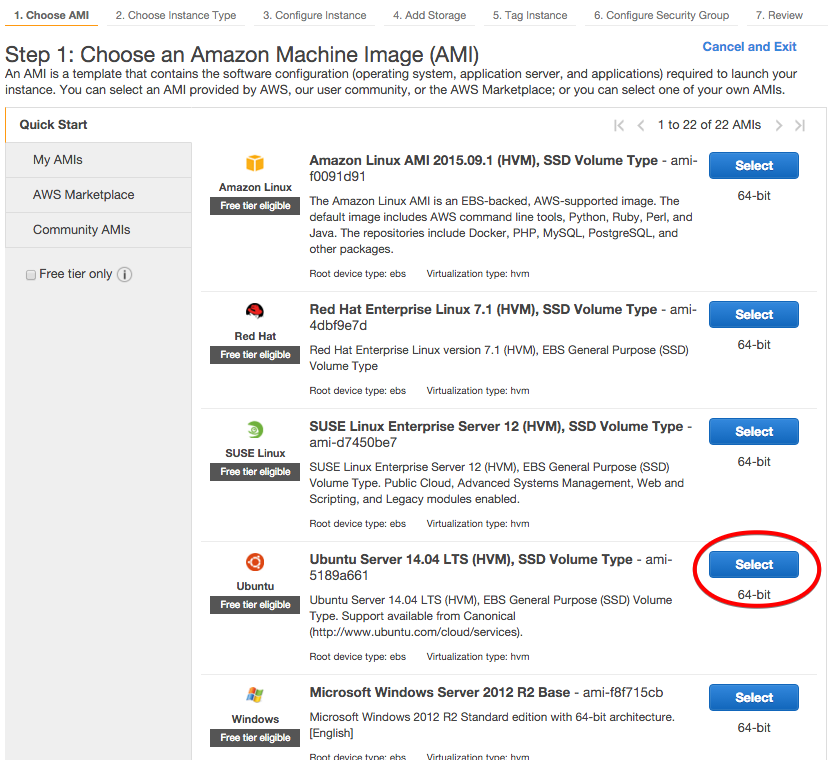 1. Choose AMI 2. Choose Instance Type 3. Configure Instance 4. Add Storage 5. Tag Instance 6. Configure Security Group 7. Review
Step 1: Choose an Amazon Machine Image (AMI)
Cancel and Exit
An AMI is a template that contains the software configuration (operating system, application server, and applications) required to launch your
instance. You can select an AMI provided by AWS, our user community, or the AWS Marketplace; or you can select one of your own AMIs.
Quick Start
1 to 22 of 22 AMIs
My AMIs
AWS Marketplace
Community AMIs
Free tier only
Amazon Linux
Free tier eligible
Amazon Linux AMI 2015.09.1 (HVM), SSD Volume Type - ami-
f0091d91
The Amazon Linux AMI is an EBS-backed, AWS-supported image. The
default image includes AWS command line tools, Python, Ruby, Perl, and
Java. The repositories include Docker, PHP, MySQL, PostgreSQL, and
other packages.
Root device type: ebs Virtualization type: hvm
Select
64-bit
Red Hat
Free tier eligible
Red Hat Enterprise Linux 7.1 (HVM), SSD Volume Type - ami-
4dbf9e7d
Red Hat Enterprise Linux version 7.1 (HVM), EBS General Purpose (SSD)
Volume Type
Root device type: ebs Virtualization type: hvm
Select
64-bit
SUSE Linux
Free tier eligible
SUSE Linux Enterprise Server 12 (HVM), SSD Volume Type -
ami-d7450be7
SUSE Linux Enterprise Server 12 (HVM), EBS General Purpose (SSD)
Volume Type. Public Cloud, Advanced Systems Management, Web and
Scripting, and Legacy modules enabled.
Root device type: ebs Virtualization type: hvm
Select
64-bit
Ubuntu
Free tier eligible
Ubuntu Server 14.04 LTS (HVM), SSD Volume Type - ami-
5189a661
Ubuntu Server 14.04 LTS (HVM), EBS General Purpose (SSD) Volume
Type. Support available from Canonical
(http://www.ubuntu.com/cloud/services).
Root device type: ebs Virtualization type: hvm
Select
64-bit
Windows
Free tier eligible
Microsoft Windows Server 2012 R2 Base - ami-f8f715cb
Microsoft Windows 2012 R2 Standard edition with 64-bit architecture.
[English]
Root device type: ebs Virtualization type: hvm
Select
64-bit